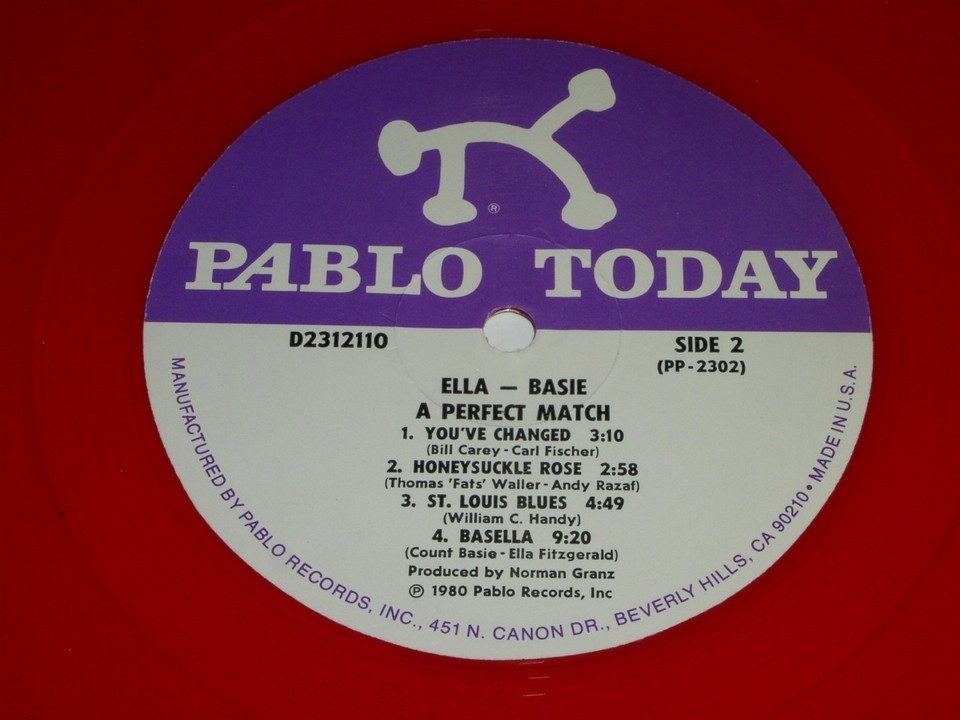 ®
PABLO TODAY
D2312110
SIDE 2
(PP-2302)
ELLA — BASIE
A PERFECT MATCH
1. YOU'VE CHANGED 3:10
(Bill Carey - Carl Fischer)
2. HONEYSUCKLE ROSE 2:58
(Thomas 'Fats' Waller - Andy Razaf)
3. ST. LOUIS BLUES 4:49
(William C. Handy)
4. BASELLA 9:20
(Count Basie - Ella Fitzgerald)
Produced by Norman Granz
℗ 1980 Pablo Records, Inc
MANUFACTURED BY PABLO RECORDS, INC., 451 N. CANON DR., BEVERLY HILLS, CA 90210 • MADE IN U.S.A.